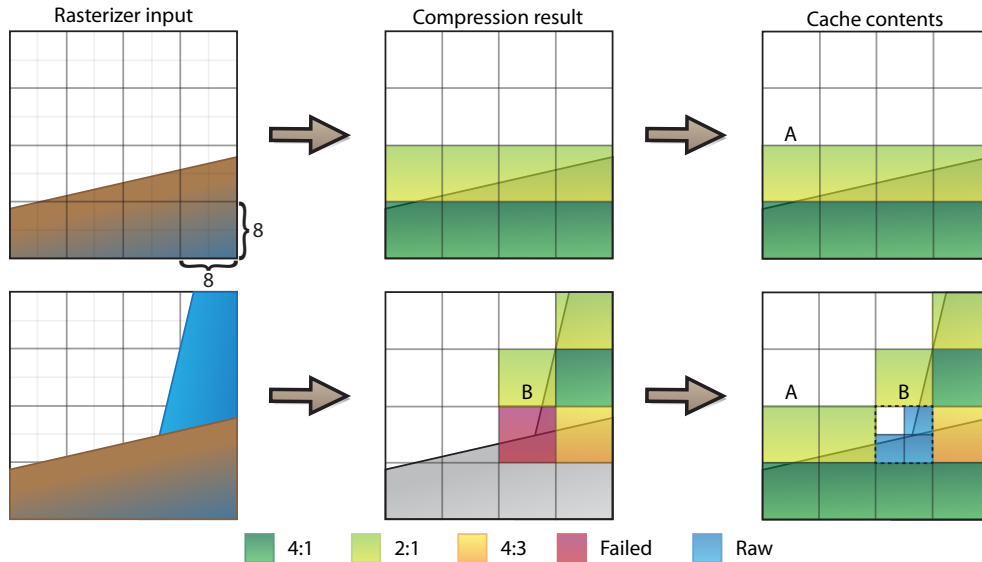 Rasterizer input
Compression result
Cache contents
A
8
8
B
A
B
4:1
2:1
4:3
Failed
Raw